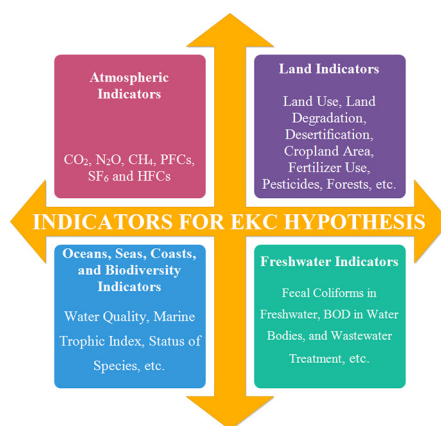 Atmospheric
Indicators
CO₂, N₂O, CH₄, PFCs,
SF₆ and HFCs
Land Indicators
Land Use, Land
Degradation,
Desertification,
Cropland Area,
Fertilizer Use,
Pesticides, Forests, etc.
INDICATORS FOR EKC HYPOTHESIS
Oceans, Seas, Coasts,
and Biodiversity
Indicators
Water Quality, Marine
Trophic Index, Status of
Species, etc.
Freshwater Indicators
Fecal Coliforms in
Freshwater, BOD in Water
Bodies, and Wastewater
Treatment, etc.